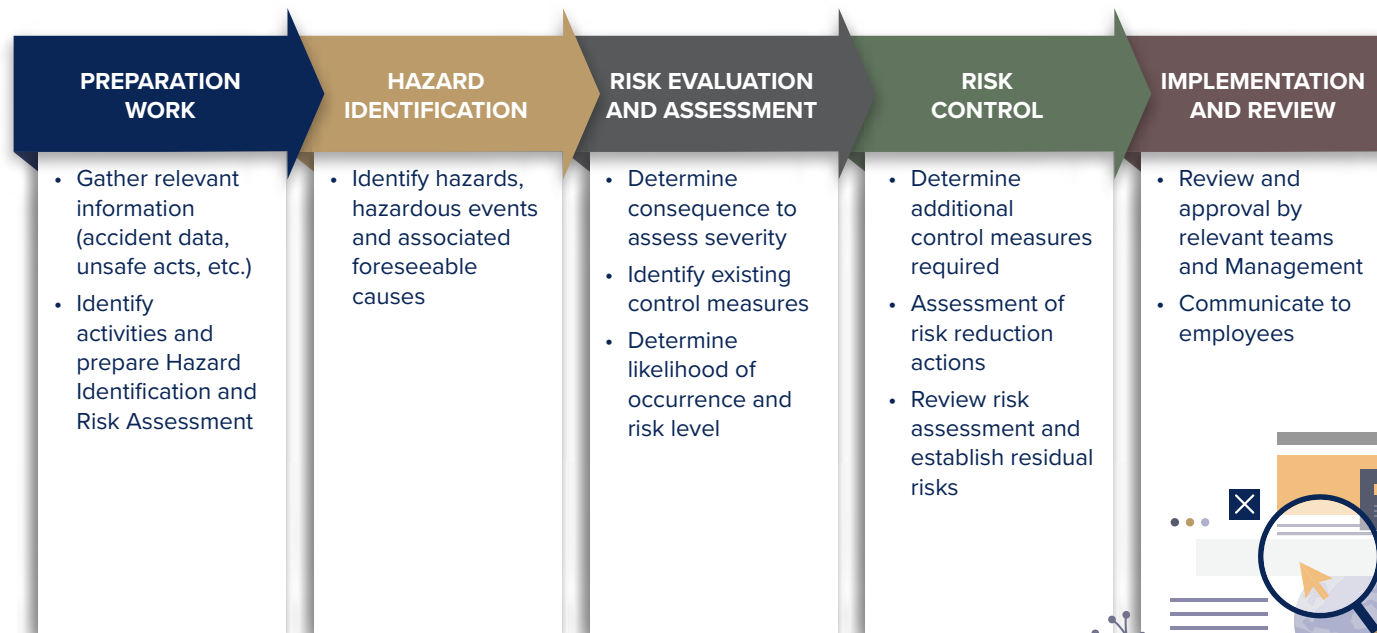 PREPARATION
WORK
• Gather relevant
information
(accident data,
unsafe acts, etc.)
• Identify
activities and
prepare Hazard
Identification and
Risk Assessment
HAZARD
IDENTIFICATION
• Identify hazards,
hazardous events
and associated
foreseeable
causes
RISK EVALUATION
AND ASSESSMENT
• Determine
consequence to
assess severity
• Identify existing
control measures
• Determine
likelihood of
occurrence and
risk level
RISK
CONTROL
• Determine
additional
control measures
required
• Assessment of
risk reduction
actions
• Review risk
assessment and
establish residual
risks
IMPLEMENTATION
AND REVIEW
• Review and
approval by
relevant teams
and Management
• Communicate to
employees